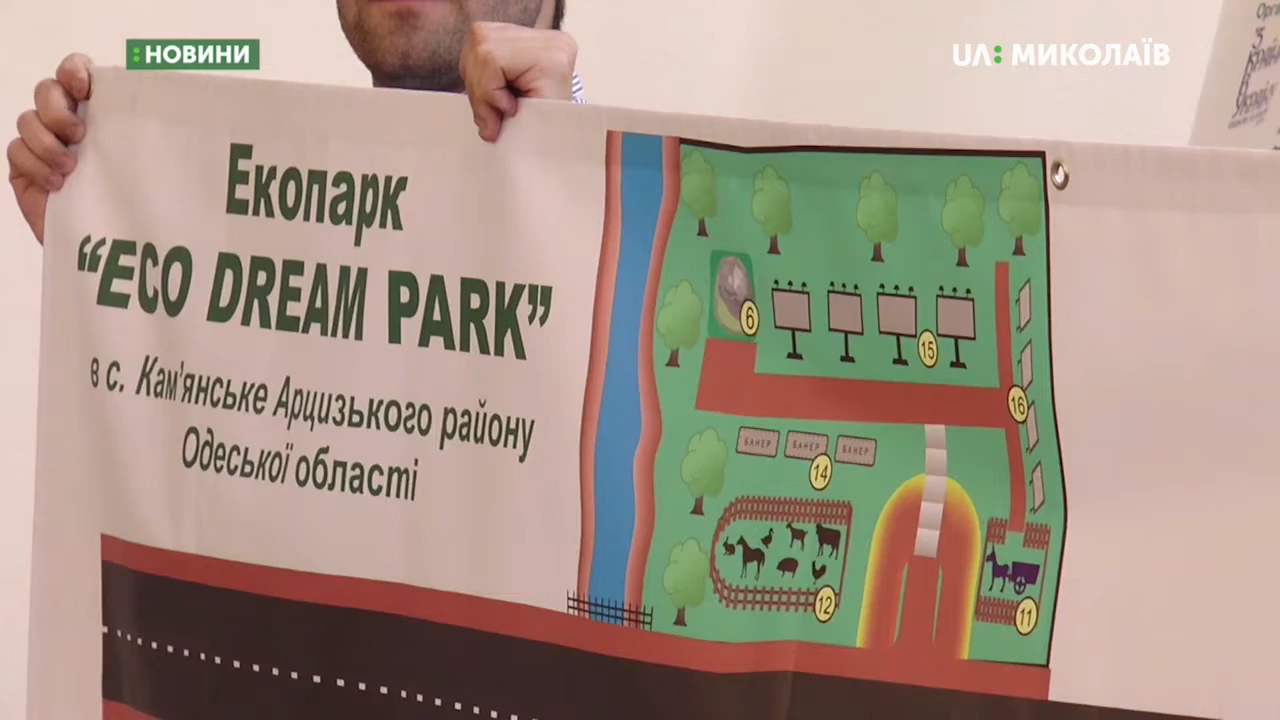 :НОВИНИ
UA: МИКОЛАЇВ
Екопарк
“ECO DREAM PARK”
в с. Кам'янське Арцизького району
Одеської області
6
15
16
БАНЕР БАНЕР БАНЕР
14
12
11